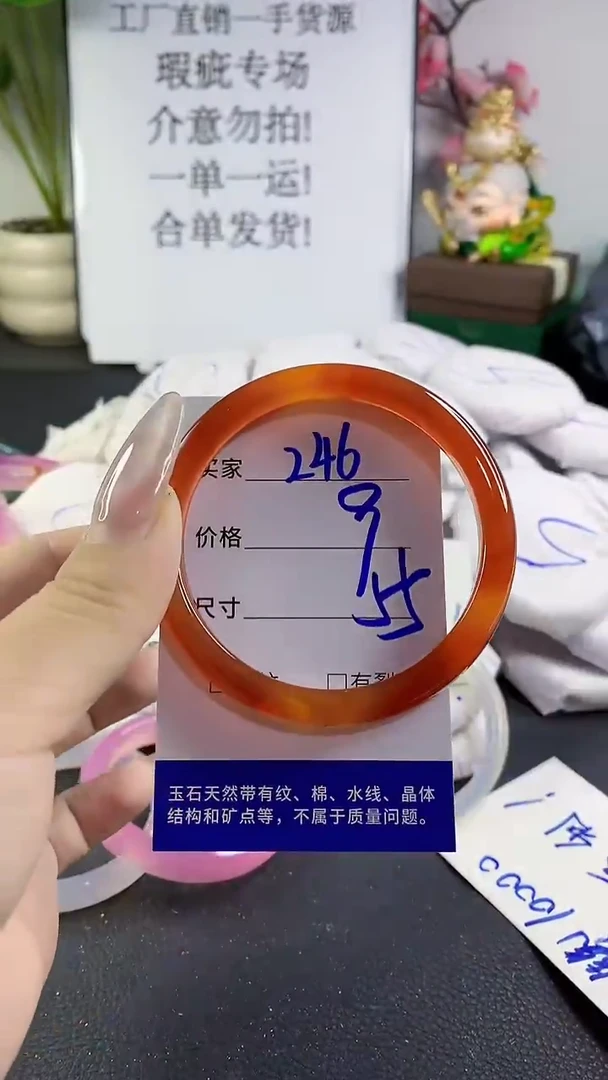 工厂直销一手货源
瑕疵专场
介意勿拍!
一单一运!
合单发货!
买家 246
价格 9
尺寸 55
□有裂
玉石天然带有纹、棉、水线、晶体
结构和矿点等，不属于质量问题。
10000